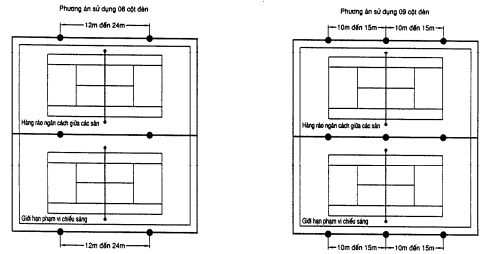 Phương án sử dụng 06 cột đèn
12m đến 24m
Hàng rào ngăn cách giữa các sân
Giới hạn phạm vi chiếu sáng
12m đến 24m
Phương án sử dụng 09 cột đèn
10m đến 15m
10m đến 15m
Hàng rào ngăn cách giữa các sân
Giới hạn phạm vi chiếu sáng
10m đến 15m
10m đến 15m